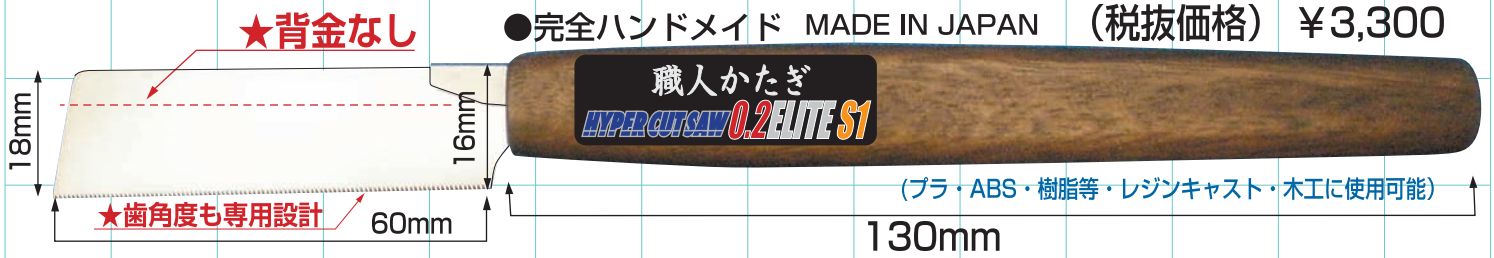 ★背金なし
●完全ハンドメイド MADE IN JAPAN (税抜価格) ¥3,300
職人かたぎ
HYPER CUT SAW 0.2 ELITE S1
18mm
16mm
(プラ・ABS・樹脂等・レジンキャスト・木工に使用可能)
★歯角度も専用設計
60mm
130mm